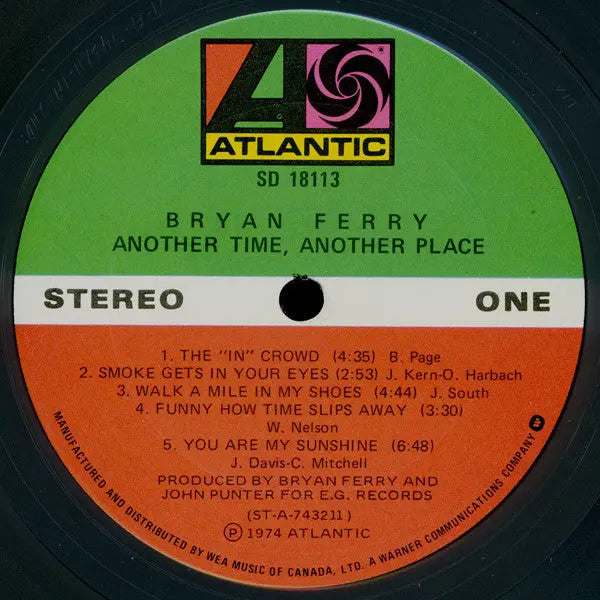 ATLANTIC
SD 18113
BRYAN FERRY
ANOTHER TIME, ANOTHER PLACE
STEREO ONE
1. THE "IN" CROWD (4:35) B. Page
2. SMOKE GETS IN YOUR EYES (2:53) J. Kern-O. Harbach
3. WALK A MILE IN MY SHOES (4:44) J. South
4. FUNNY HOW TIME SLIPS AWAY (3:30)
W. Nelson
5. YOU ARE MY SUNSHINE (6:48)
J. Davis-C. Mitchell
PRODUCED BY BRYAN FERRY AND
JOHN PUNTER FOR E.G. RECORDS
(ST-A-743211)
Ⓟ 1974 ATLANTIC
MANUFACTURED AND DISTRIBUTED BY WEA MUSIC OF CANADA, LTD. A WARNER COMMUNICATIONS COMPANY